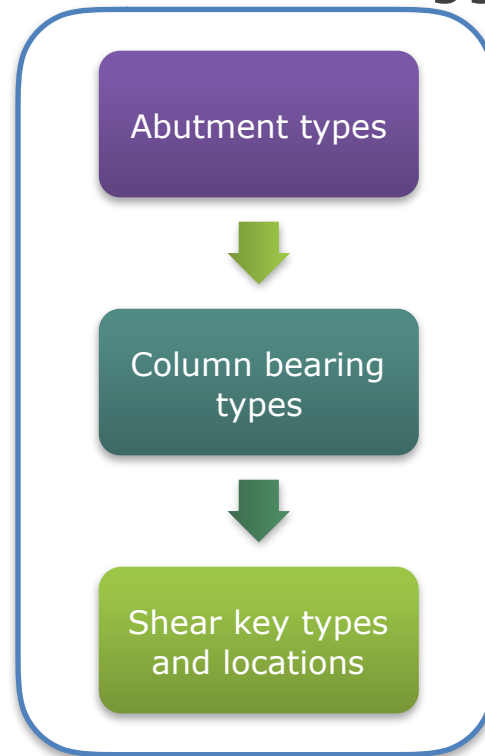 Abutment types
Column bearing
types
Shear key types
and locations